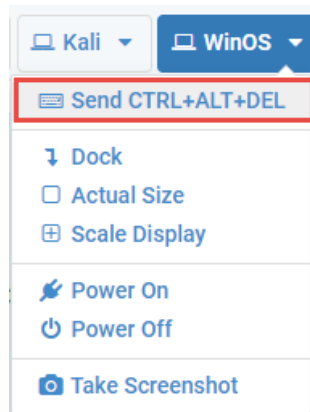 Kali WinOS
Send CTRL+ALT+DEL
Dock
Actual Size
Scale Display
Power On
Power Off
Take Screenshot